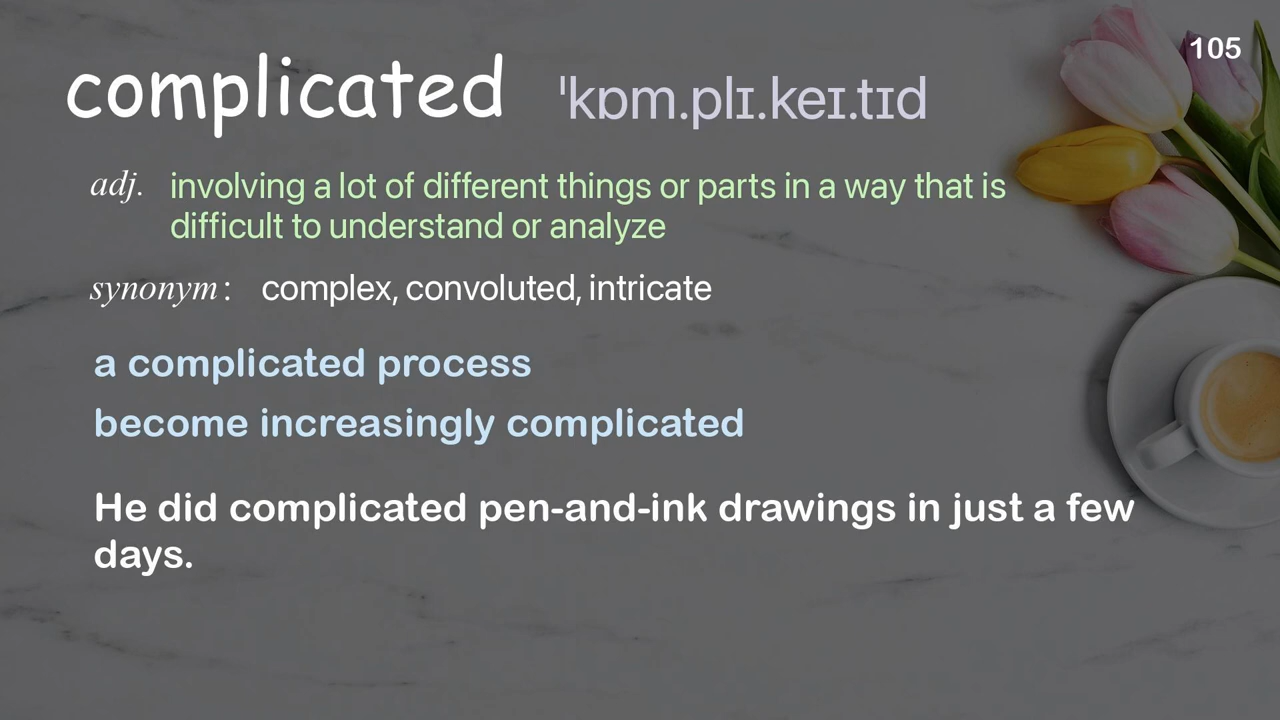 105
complicated ˈkɒm.plɪ.keɪ.tɪd
adj. involving a lot of different things or parts in a way that is
difficult to understand or analyze
synonym : complex, convoluted, intricate
a complicated process
become increasingly complicated
He did complicated pen-and-ink drawings in just a few
days.